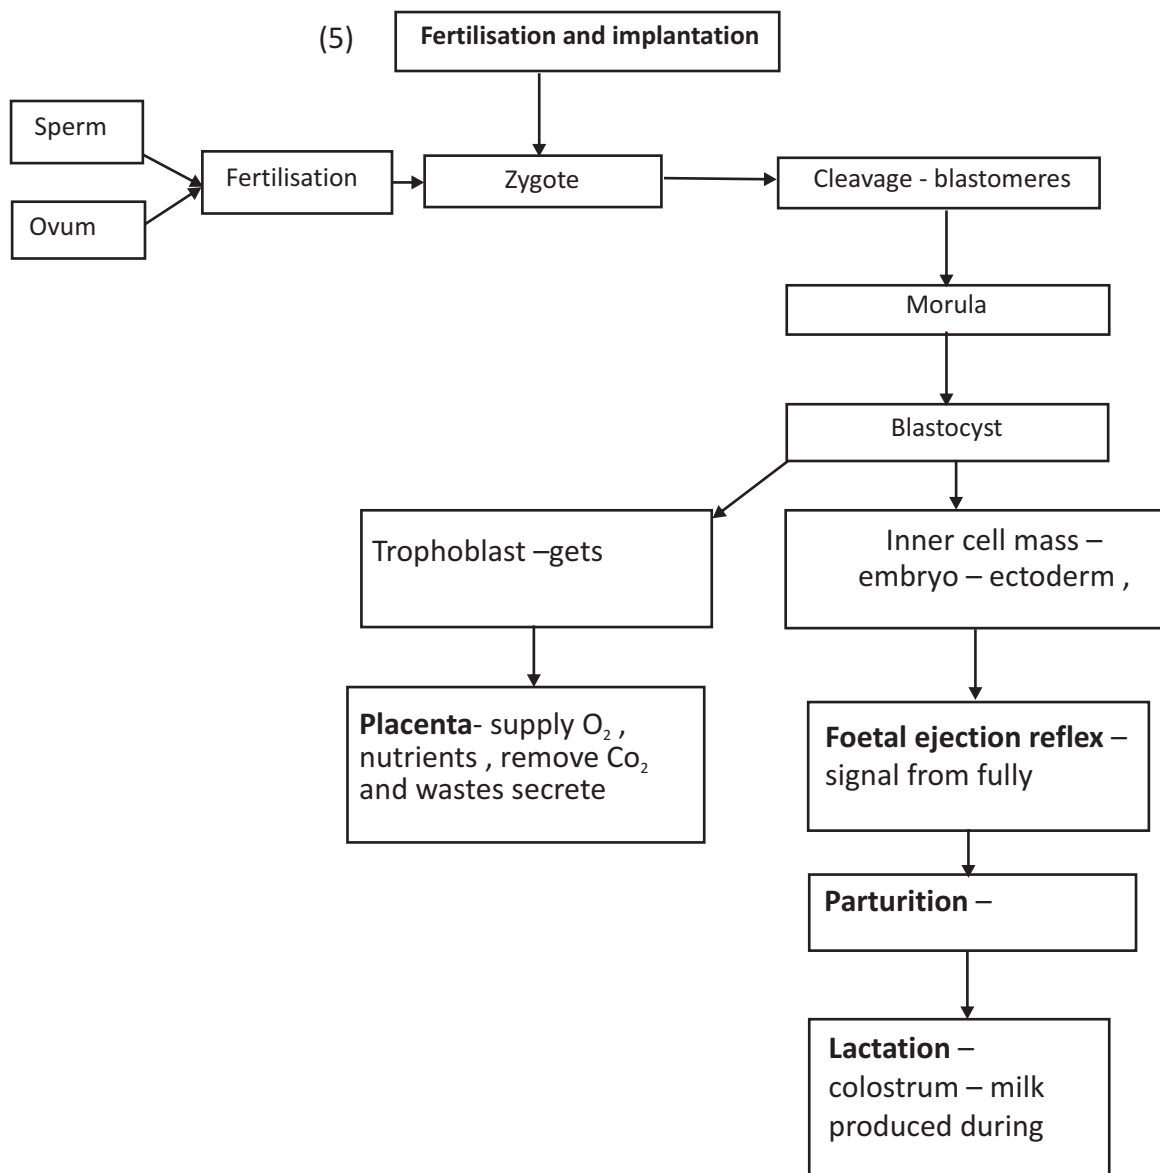 (5)
Fertilisation and implantation
Sperm
Ovum
Fertilisation
Zygote
Cleavage - blastomeres
Morula
Blastocyst
Trophoblast –gets
Inner cell mass –
embryo – ectoderm ,
Placenta- supply O₂ ,
nutrients , remove Co₂
and wastes secrete
Foetal ejection reflex –
signal from fully
Parturition –
Lactation –
colostrum – milk
produced during